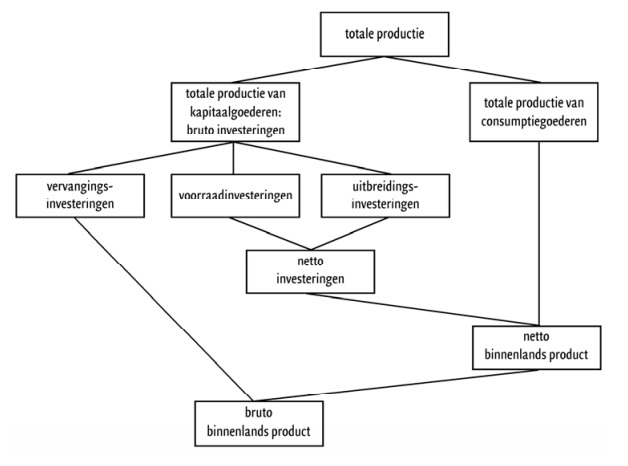 totale productie
totale productie van
kapitaalgoederen:
bruto investeringen
totale productie van
consumptiegoederen
vervangings-
investeringen
voorraadinvesteringen
uitbreidings-
investeringen
netto
investeringen
netto
binnenlands product
bruto
binnenlands product